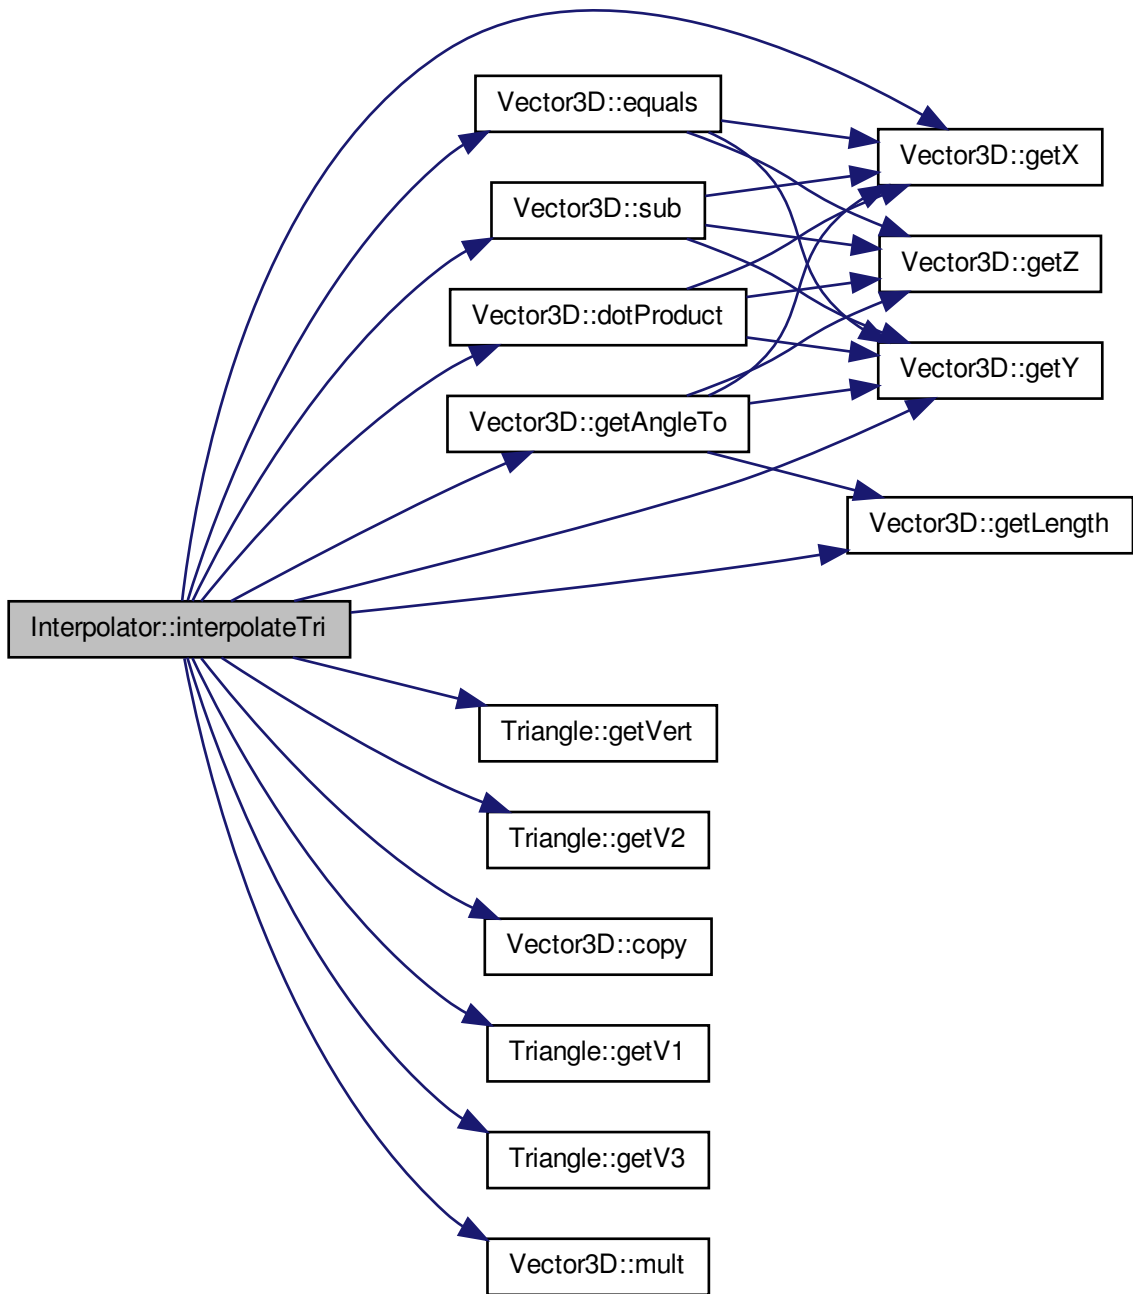 Vector3D::equals
Vector3D::getX
Vector3D::sub
Vector3D::getZ
Vector3D::dotProduct
Vector3D::getY
Vector3D::getAngleTo
Vector3D::getLength
Interpolator::interpolateTri
Triangle::getVert
Triangle::getV2
Vector3D::copy
Triangle::getV1
Triangle::getV3
Vector3D::mult